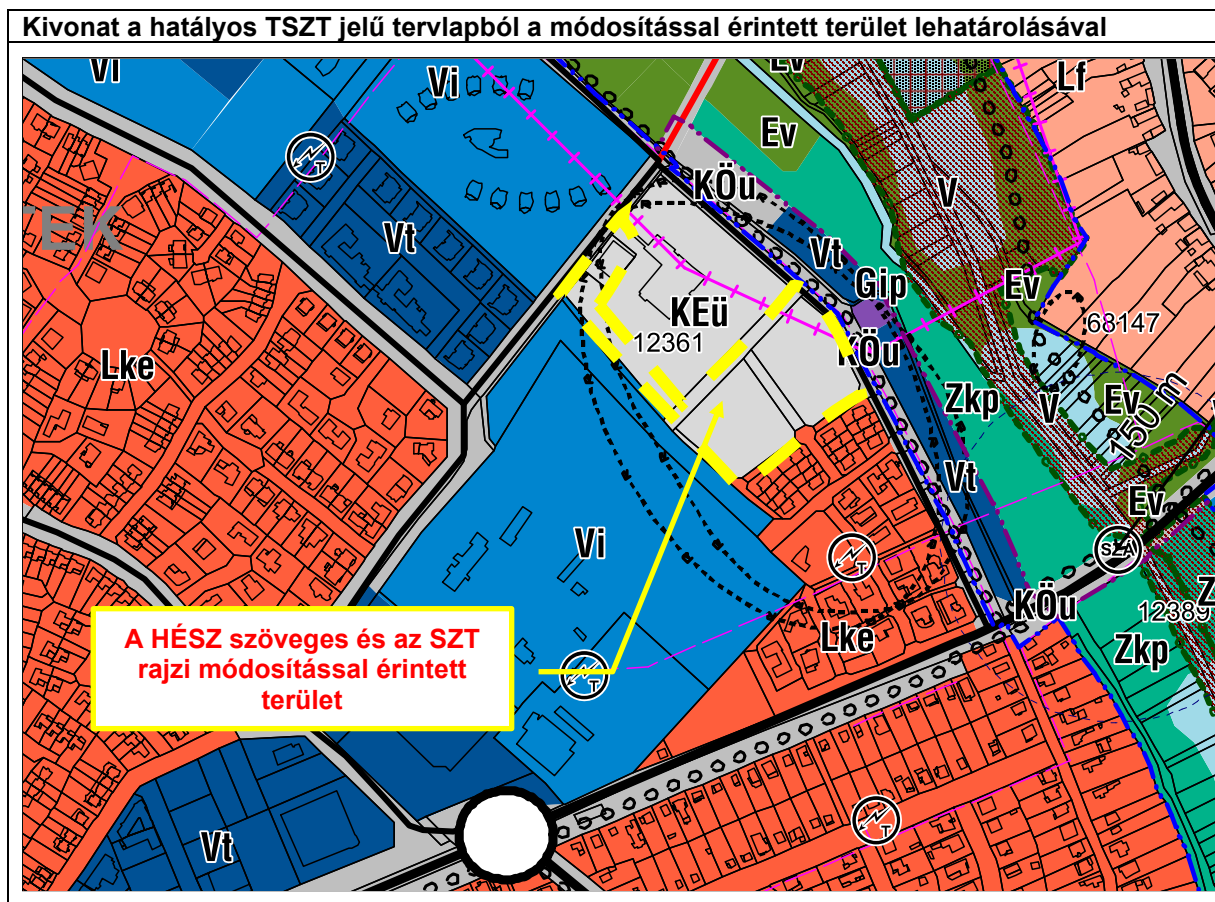 Kivonat a hatályos TSZT jelű tervlapból a módosítással érintett terület lehatárolásával
Vi
Vi
Ev
Lf
Ev
KÖu
V
TEK
Vt
Vt
Gip
Ev
KEü
12361
68147
Lke
KÖu
Zkp
V
Ev
750 m
Vt
Ev
Vi
SZA
T
T
T
T
KÖu
12389
Z
Lke
Zkp
A HÉSZ szöveges és az SZT
rajzi módosítással érintett
terület
Vt